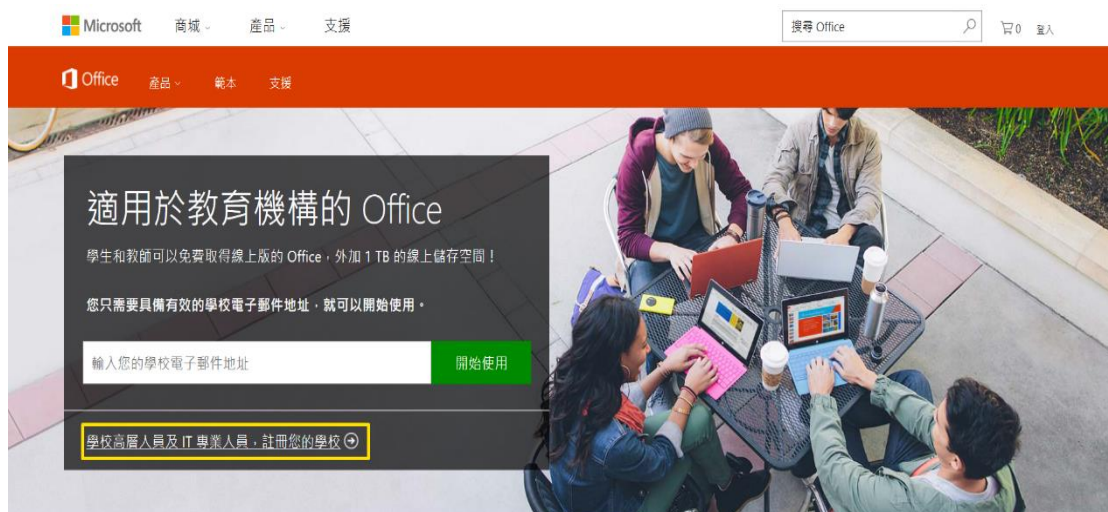 Microsoft 商城 產品 支援 搜尋 Office 0 登入
Office 產品 範本 支援
適用於教育機構的 Office
學生和教師可以免費取得線上版的 Office，外加 1 TB 的線上儲存空間！
您只需要具備有效的學校電子郵件地址，就可以開始使用。
輸入您的學校電子郵件地址 開始使用
學校高層人員及 IT 專業人員，註冊您的學校